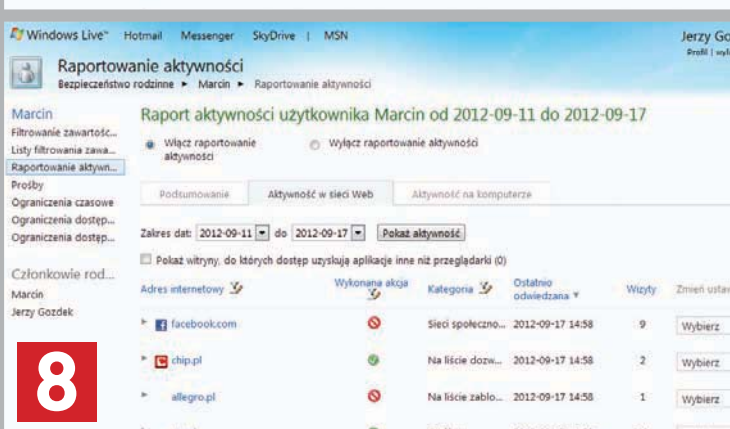 Windows Live™ Hotmail Messenger SkyDrive | MSN
Jerzy Go
Profil | wyl
Raportowanie aktywności
Bezpieczeństwo rodzinne ► Marcin ► Raportowanie aktywności
Marcin
Filtrowanie zawartośc...
Listy filtrowania zawa...
Raportowanie aktywn...
Prośby
Ograniczenia czasowe
Ograniczenia dostęp...
Ograniczenia dostęp...
Członkowie rod...
Marcin
Jerzy Gozdek
Raport aktywności użytkownika Marcin od 2012-09-11 do 2012-09-17
Włącz raportowanie aktywności
Wyłącz raportowanie aktywności
Podsumowanie
Aktywność w sieci Web
Aktywność na komputerze
Zakres dat: 2012-09-11 do 2012-09-17 Pokaż aktywność
Pokaż witryny, do których dostęp uzyskują aplikacje inne niż przeglądarki (0)
Adres internetowy
Wykonana akcja
Kategoria
Ostatnio odwiedzana ▼
Wizyty
Zmień ustaw
facebook.com Sieci społeczno... 2012-09-17 14:58 9 Wybierz
chip.pl Na liście dozw... 2012-09-17 14:58 2 Wybierz
allegro.pl Na liście zablo... 2012-09-17 14:58 1 Wybierz
8